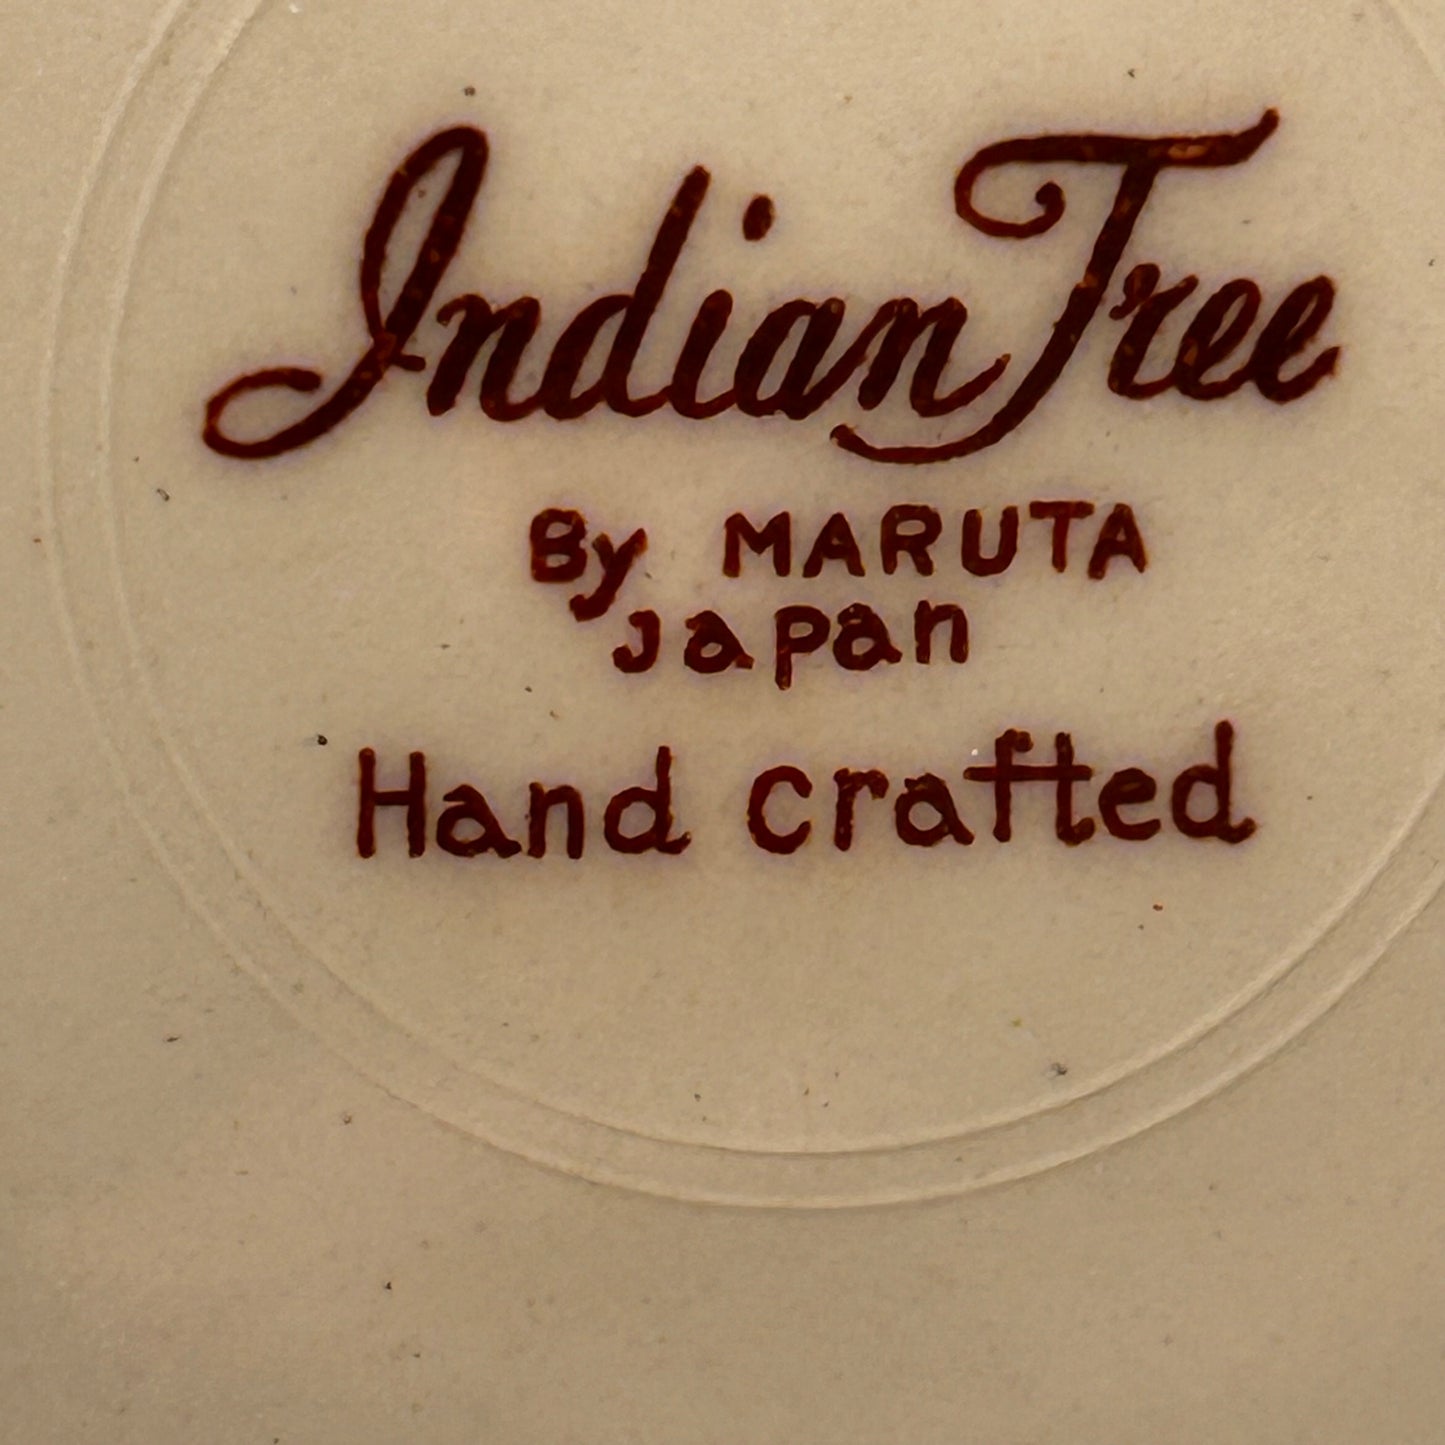 Indian Tree
By MARUTA
Japan
Hand crafted